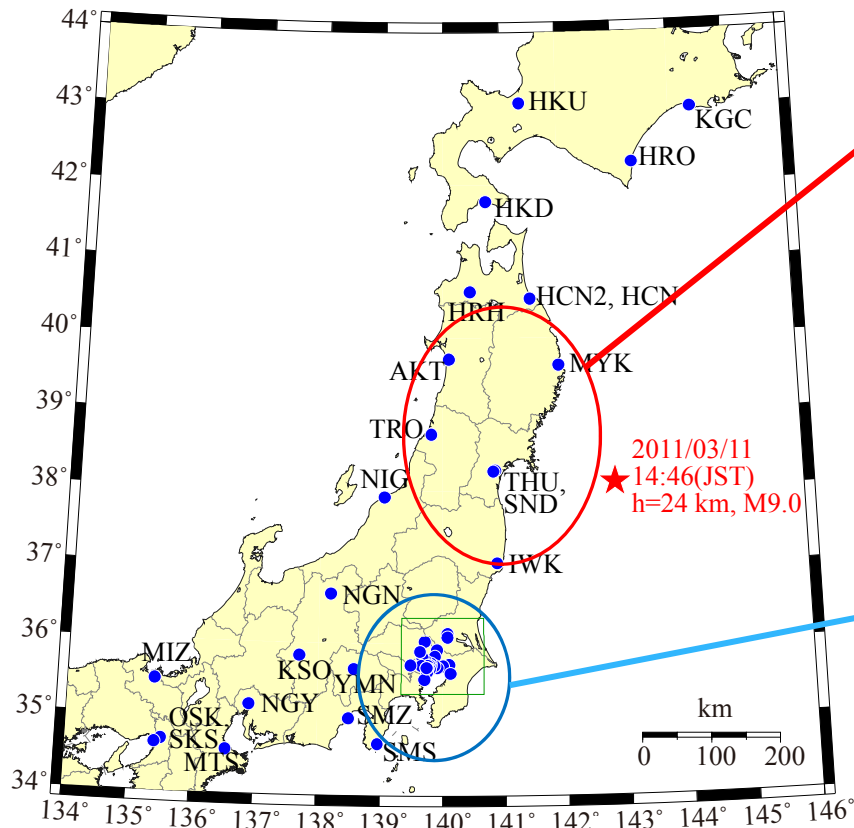 44°
43°
42°
41°
40°
39°
38°
37°
36°
35°
34°
134°
135°
136°
137°
138°
139°
140°
141°
142°
143°
144°
145°
146°
HKU
KGC
HRO
HKD
HCN2, HCN
HRH
AKT
MYK
TRO
2011/03/11
14:46(JST)
h=24 km, M9.0
THU,
SND
NIG
IWK
NGN
MIZ
KSO
YMN
NGY
OSK
SKS
MTS
SMZ
SMS
km
0 100 200